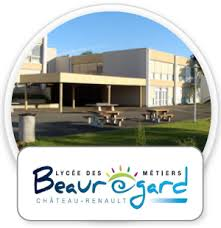 LYCÉE DES MÉTIERS
Beauregard
CHÂTEAU-RENAULT